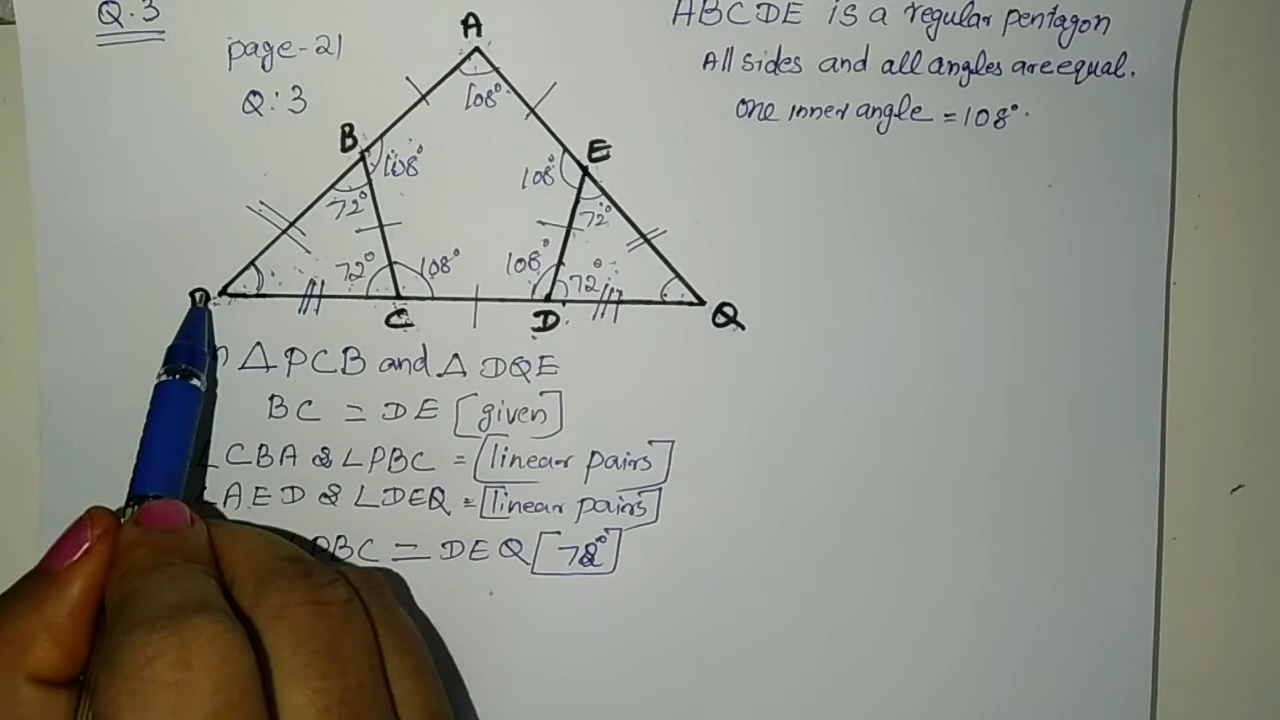 Q.3
page-21
Q:3
ABCDE is a regular pentagon
All sides and all angles are equal.
One inner angle = 108°.
A
108°
B
108°
72°
E
108°
72°
72°
108°
108°
72°
C
D
Q
△ PCB and △ DQE
BC = DE [given]
∠CBA & ∠PBC = [linear pairs]
∠AED & ∠DEQ = [linear pairs]
PBC = DEQ [72°]